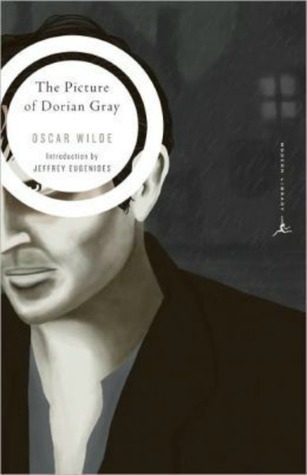 The Picture
of Dorian Gray
OSCAR WILDE
Introduction by
JEFFREY EUGENIDES
MODERN LIBRARY